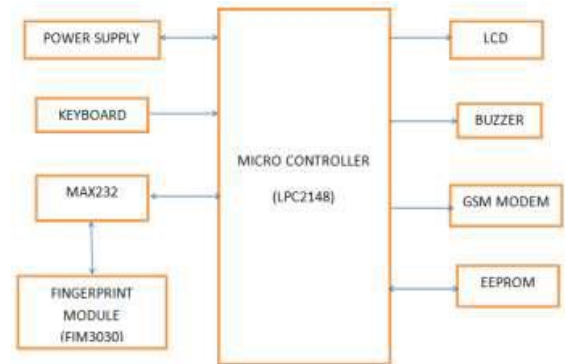 POWER SUPPLY
KEYBOARD
MAX232
FINGERPRINT
MODULE
(FIM3030)
MICRO CONTROLLER
(LPC2148)
LCD
BUZZER
GSM MODEM
EEPROM